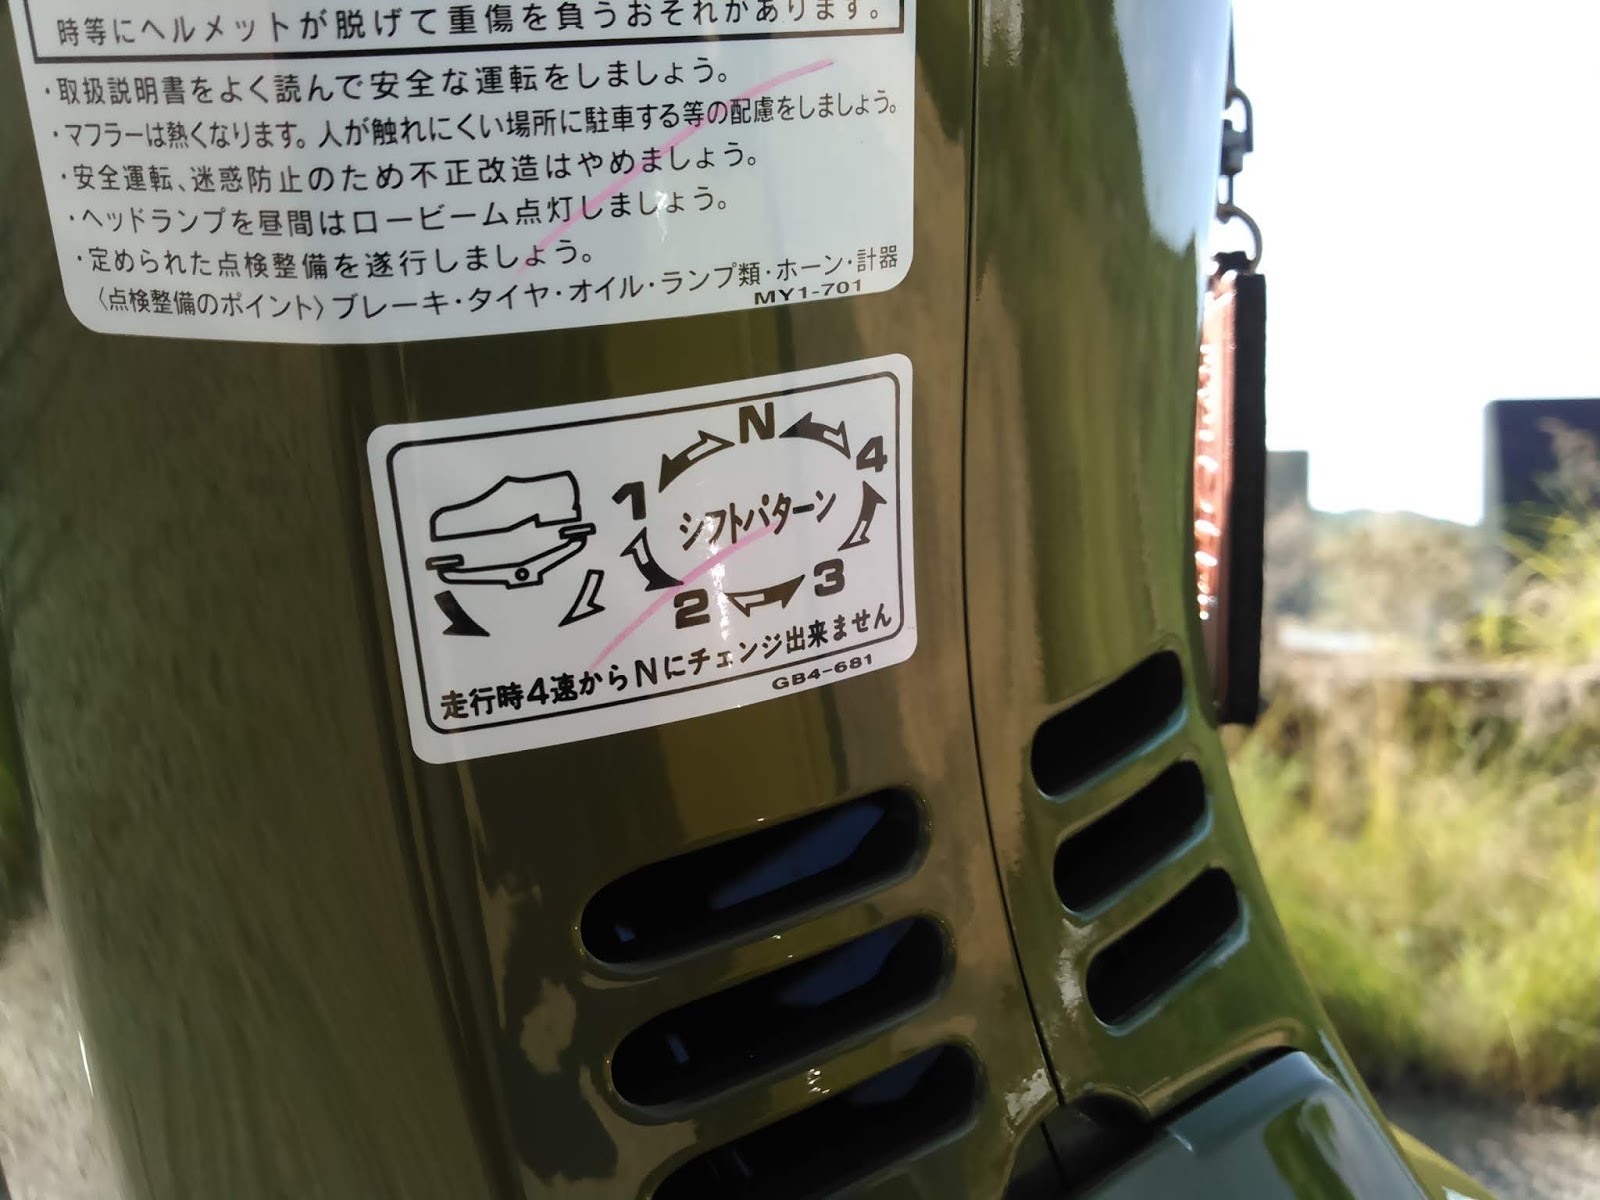 時等にヘルメットが脱げて重傷を負うおそれがあります。
・取扱説明書をよく読んで安全な運転をしましょう。
・マフラーは熱くなります。人が触れにくい場所に駐車する等の配慮をしましょう。
・安全運転、迷惑防止のため不正改造はやめましょう。
・ヘッドランプを昼間はロービーム点灯しましょう。
・定められた点検整備を遂行しましょう。
〈点検整備のポイント〉ブレーキ・タイヤ・オイル・ランプ類・ホーン・計器
MY1-701
N
1
4
シフトパターン
2
3
走行時4速からNにチェンジ出来ません
GB4-681